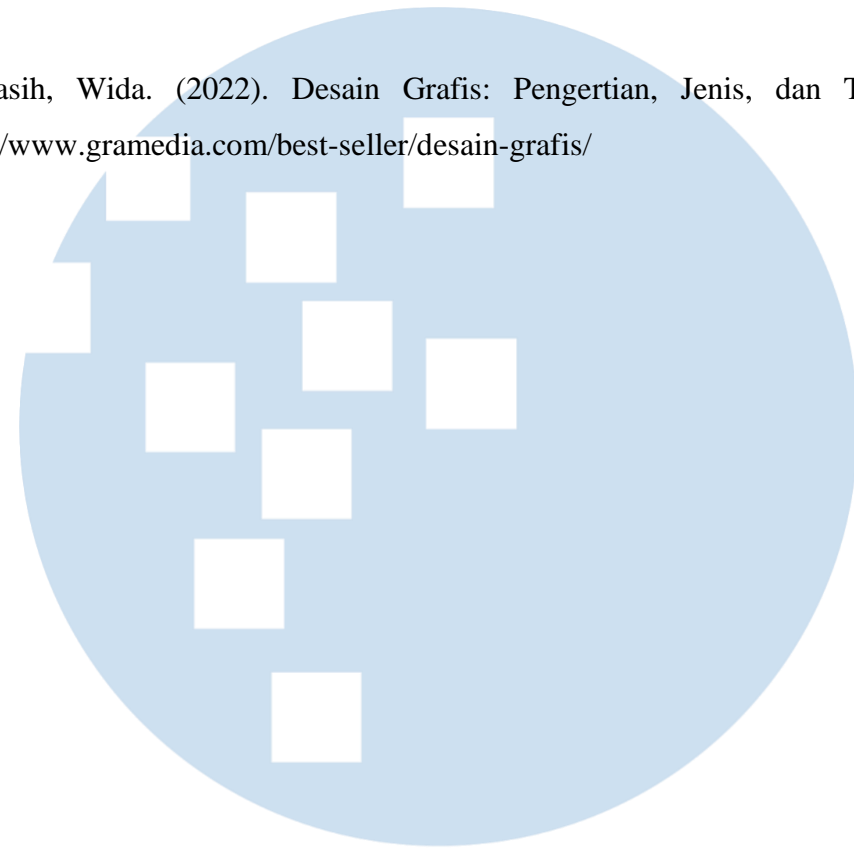 asih, Wida. (2022). Desain Grafis: Pengertian, Jenis, dan T
/www.gramedia.com/best-seller/desain-grafis/